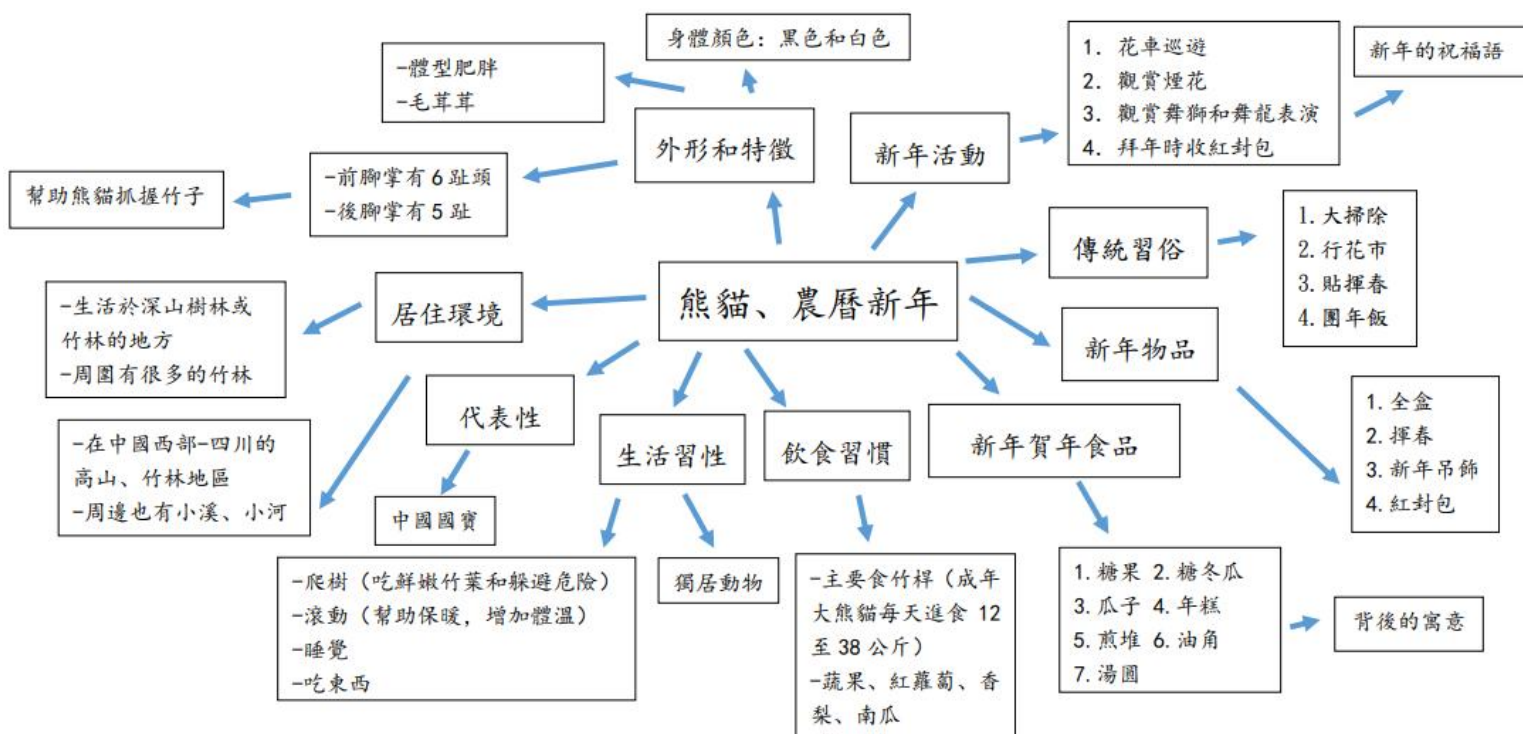 身體顏色：黑色和白色
-體型肥胖
-毛茸茸
外形和特徵
-前腳掌有 6 趾頭
-後腳掌有 5 趾
幫助熊貓抓握竹子
1. 花車巡遊
2. 觀賞煙花
3. 觀賞舞獅和舞龍表演
4. 拜年時收紅封包
新年的祝福語
新年活動
傳統習俗
1. 大掃除
2. 行花市
3. 貼揮春
4. 團年飯
熊貓、農曆新年
居住環境
-生活於深山樹林或
竹林的地方
-周圍有很多的竹林
-在中國西部-四川的
高山、竹林地區
-周邊也有小溪、小河
代表性
中國國寶
生活習性
-爬樹（吃鮮嫩竹葉和躲避危險）
-滾動（幫助保暖，增加體溫）
-睡覺
-吃東西
獨居動物
飲食習慣
-主要食竹桿（成年
大熊貓每天進食 12
至 38 公斤）
-蔬果、紅蘿蔔、香
梨、南瓜
新年賀年食品
1. 糖果 2. 糖冬瓜
3. 瓜子 4. 年糕
5. 煎堆 6. 油角
7. 湯圓
背後的寓意
新年物品
1. 全盒
2. 揮春
3. 新年吊飾
4. 紅封包